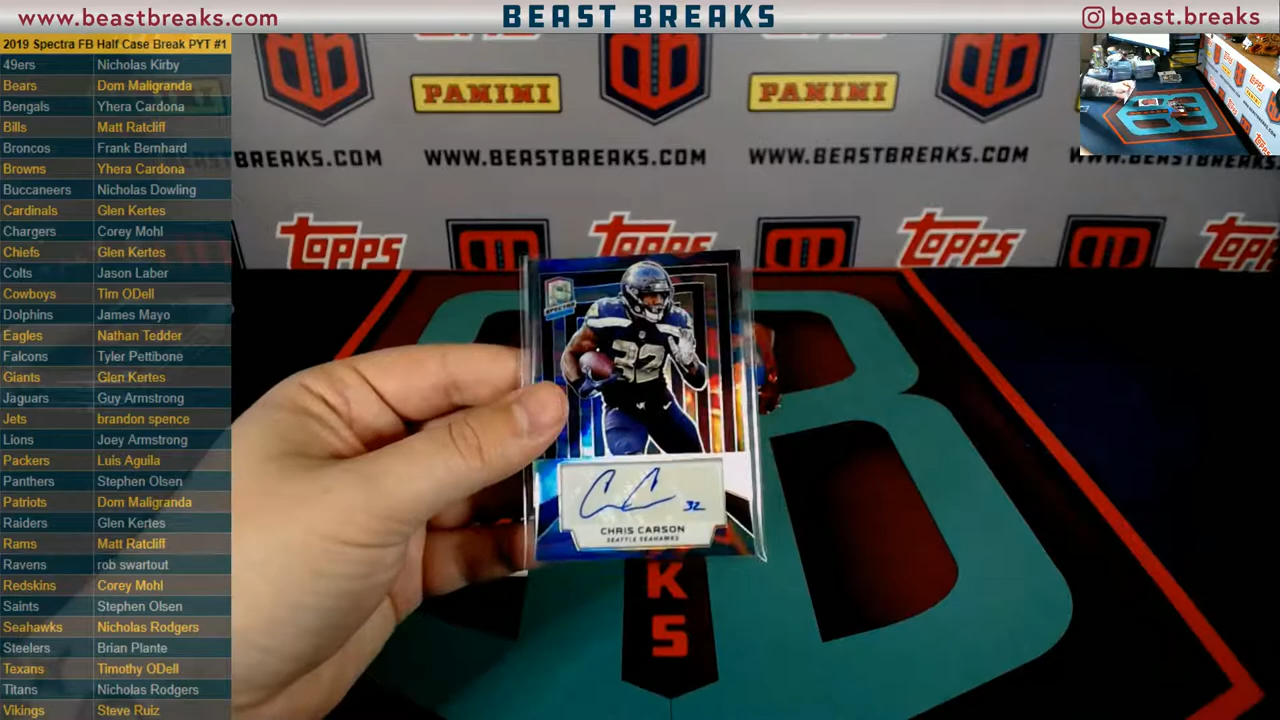 www.beastbreaks.com
BEAST BREAKS
beast.breaks
2019 Spectra FB Half Case Break PYT #1
49ers Nicholas Kirby
Bears Dom Maligranda
Bengals Yhera Cardona
Bills Matt Ratcliff
Broncos Frank Bernhard
Browns Yhera Cardona
Buccaneers Nicholas Dowling
Cardinals Glen Kertes
Chargers Corey Mohl
Chiefs Glen Kertes
Colts Jason Laber
Cowboys Tim ODell
Dolphins James Mayo
Eagles Nathan Tedder
Falcons Tyler Pettibone
Giants Glen Kertes
Jaguars Guy Armstrong
Jets brandon spence
Lions Joey Armstrong
Packers Luis Aguila
Panthers Stephen Olsen
Patriots Dom Maligranda
Raiders Glen Kertes
Rams Matt Ratcliff
Ravens rob swartout
Redskins Corey Mohl
Saints Stephen Olsen
Seahawks Nicholas Rodgers
Steelers Brian Plante
Texans Timothy ODell
Titans Nicholas Rodgers
Vikings Steve Ruiz
PANINI PANINI
BREAKS.COM WWW.BEASTBREAKS.COM WWW.BEASTBREAKS.COM
TOPPS TOPPS TOPPS
SPECTRA
32
CC 32
CHRIS CARSON
SEATTLE SEAHAWKS
KS